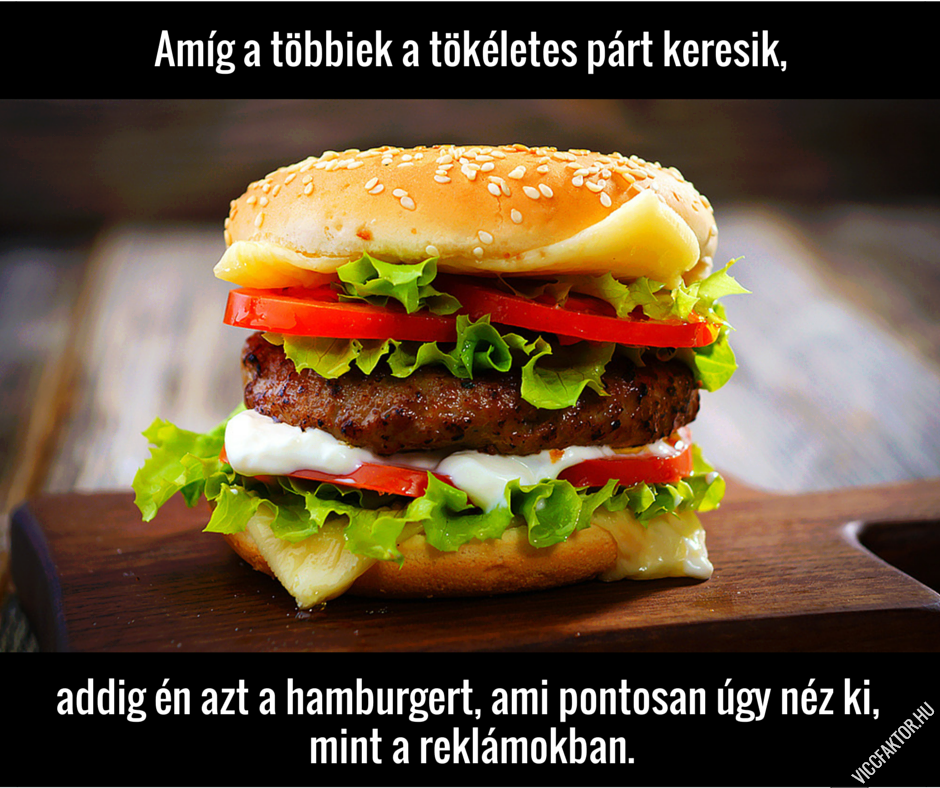 Amíg a többiek a tökéletes párt keresik,
addig én azt a hamburgert, ami pontosan úgy néz ki,
mint a reklámokban.
VICCFAKTOR.HU